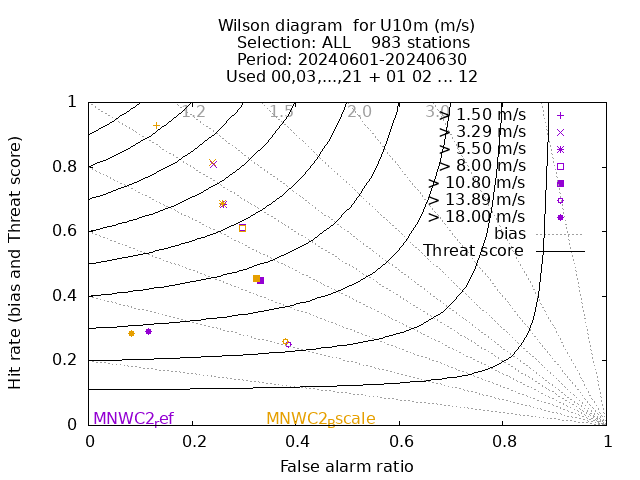 Wilson diagram for U10m (m/s)
Selection: ALL 983 stations
Period: 20240601-20240630
Used 00,03,...,21 + 01 02 ... 12
Hit rate (bias and Threat score)
1
0.8
0.6
0.4
0.2
0
1.2
1.5
2.0
3.0
> 1.50 m/s
> 3.29 m/s
> 5.50 m/s
> 8.00 m/s
> 10.80 m/s
> 13.89 m/s
> 18.00 m/s
bias
Threat score
MNWC2ref
MNWC2Bscale
0
0.2
0.4
0.6
0.8
1
False alarm ratio